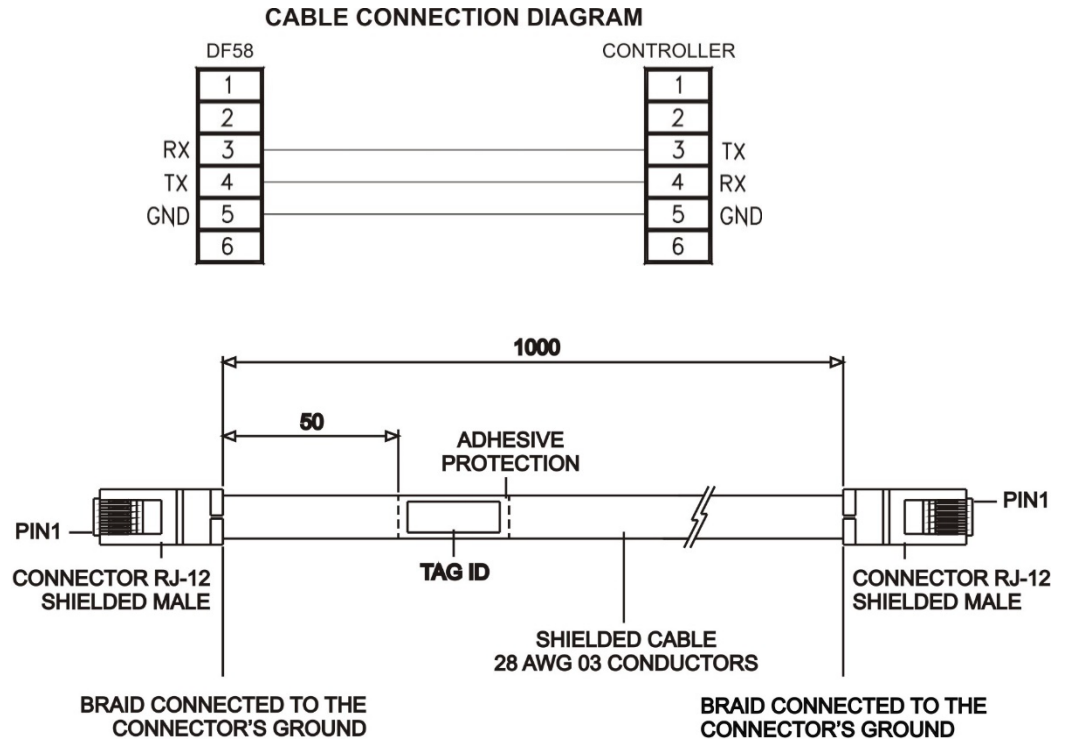 CABLE CONNECTION DIAGRAM
DF58
CONTROLLER
1
1
2
2
RX 3
3 TX
TX 4
4 RX
GND 5
5 GND
6
6
1000
50
ADHESIVE
PROTECTION
PIN1
PIN1
TAG ID
CONNECTOR RJ-12
SHIELDED MALE
CONNECTOR RJ-12
SHIELDED MALE
SHIELDED CABLE
28 AWG 03 CONDUCTORS
BRAID CONNECTED TO THE
CONNECTOR'S GROUND
BRAID CONNECTED TO THE
CONNECTOR'S GROUND